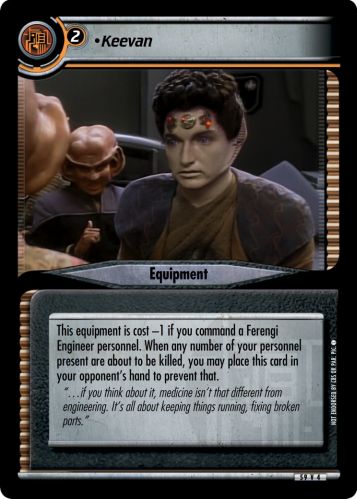 2
•Keevan
Equipment
This equipment is cost –1 if you command a Ferengi
Engineer personnel. When any number of your personnel
present are about to be killed, you may place this card in
your opponent's hand to prevent that.
"…if you think about it, medicine isn't that different from
engineering. It's all about keeping things running, fixing broken
parts."
NOT ENDORSED BY CBS OR PAR. PIC.
59 V 4